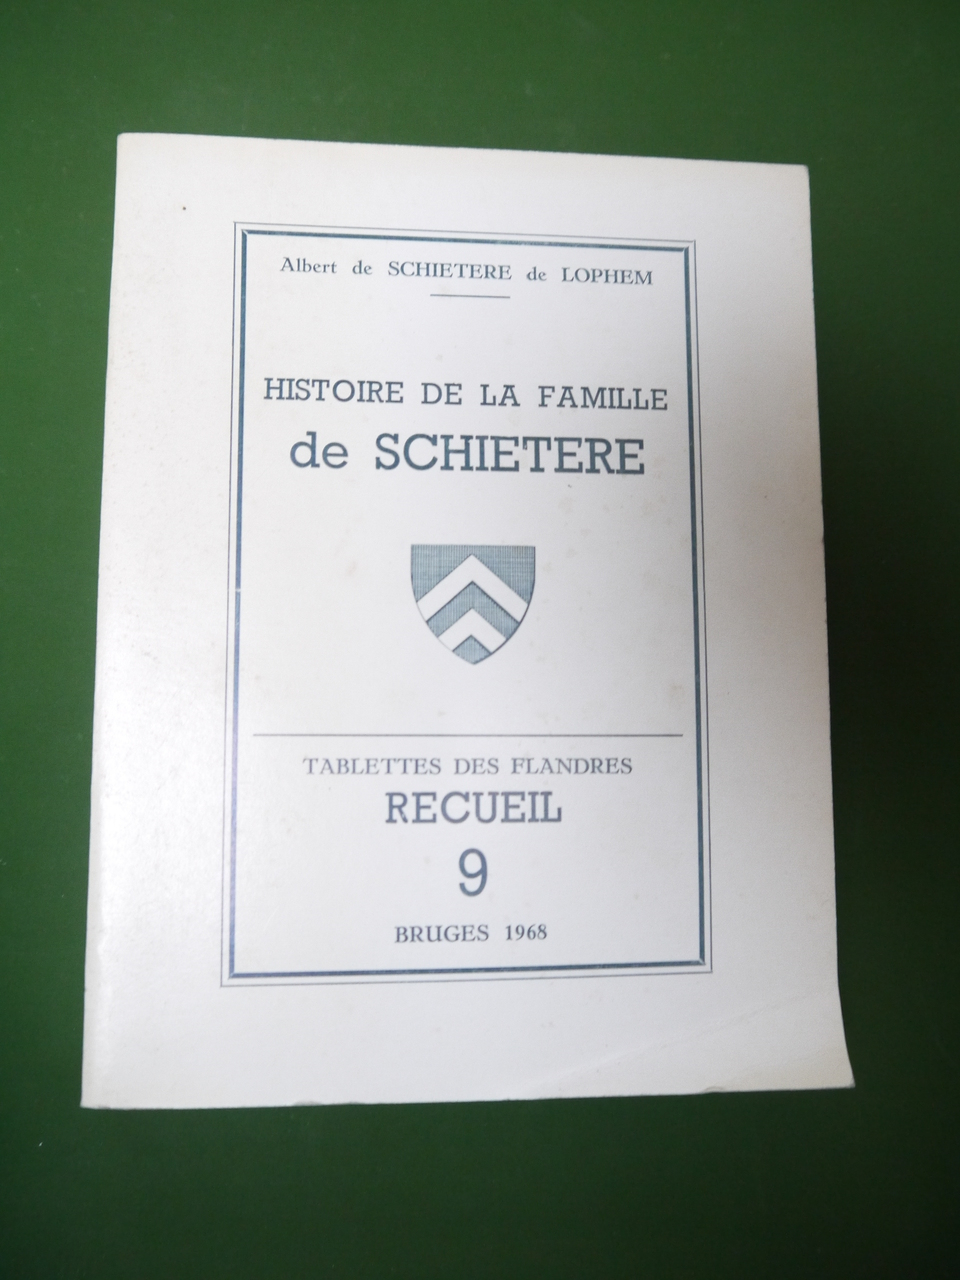 Albert de SCHIETERE de LOPHEM
HISTOIRE DE LA FAMILLE
de SCHIETERE
TABLETTES DES FLANDRES
RECUEIL
9
BRUGES 1968